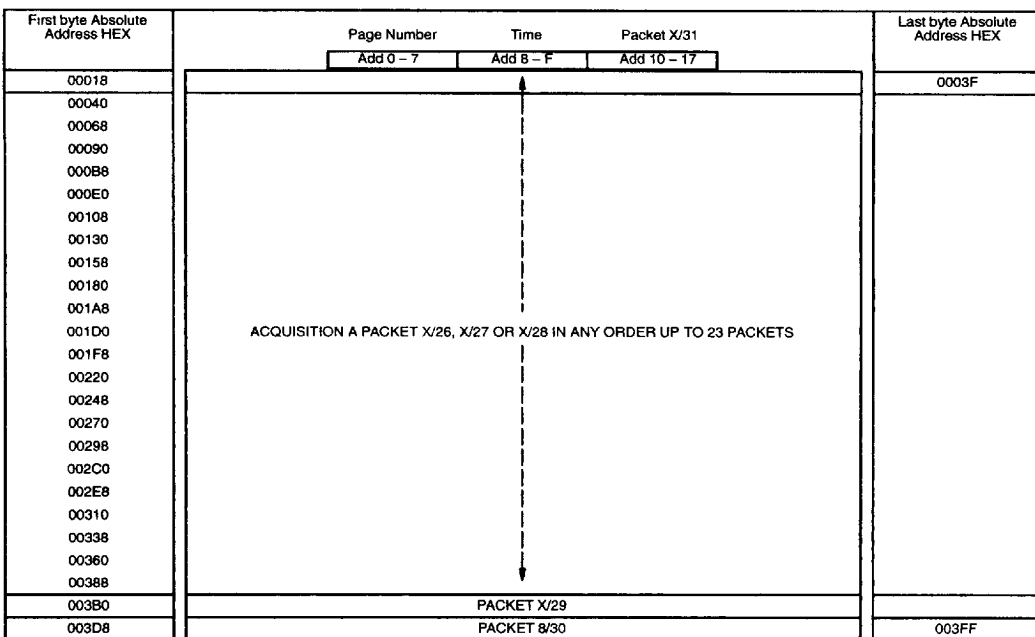 First byte Absolute
Address HEX
Page Number Time Packet X/31
Last byte Absolute
Address HEX
Add 0 – 7 Add 8 – F Add 10 – 17
00018 0003F
00040
00068
00090
000B8
000E0
00108
00130
00158
00180
001A8
001D0 ACQUISITION A PACKET X/26, X/27 OR X/28 IN ANY ORDER UP TO 23 PACKETS
001F8
00220
00248
00270
00298
002C0
002E8
00310
00338
00360
00388
003B0 PACKET X/29
003D8 PACKET 8/30 003FF